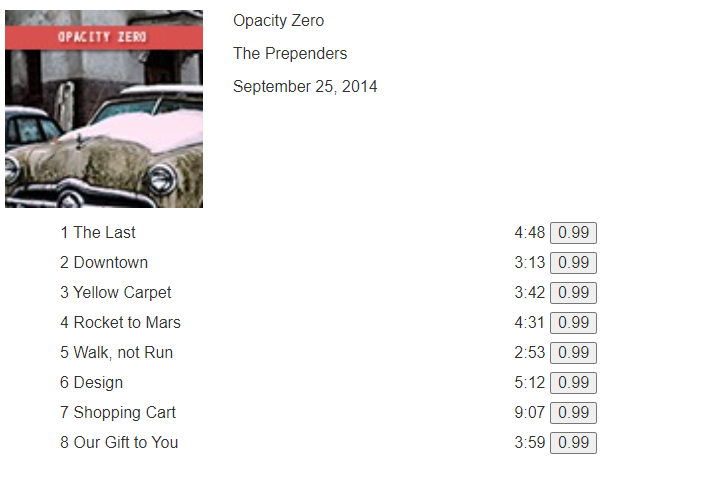 OPACITY ZERO
Opacity Zero
The Prependers
September 25, 2014
1 The Last 4:48 0.99
2 Downtown 3:13 0.99
3 Yellow Carpet 3:42 0.99
4 Rocket to Mars 4:31 0.99
5 Walk, not Run 2:53 0.99
6 Design 5:12 0.99
7 Shopping Cart 9:07 0.99
8 Our Gift to You 3:59 0.99